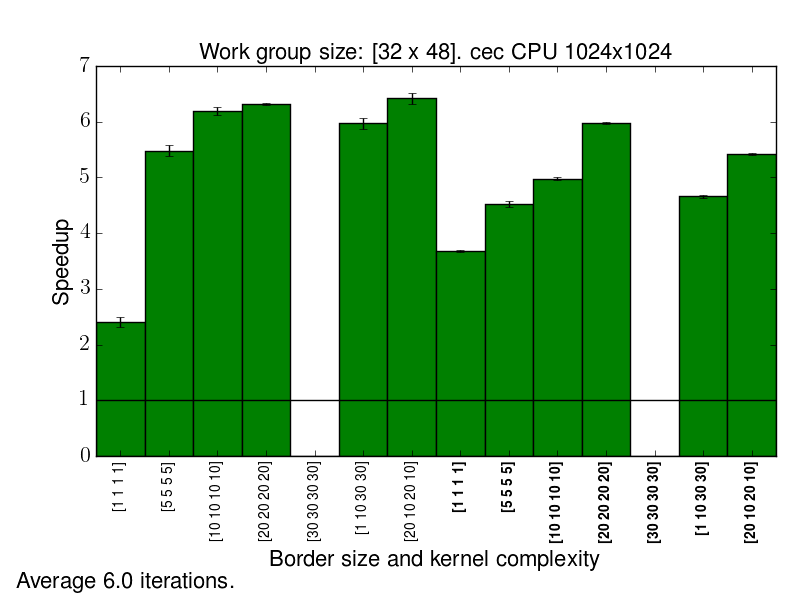 Work group size: [32 x 48]. cec CPU 1024x1024
7
6
5
4
3
2
1
0
Speedup
[1 1 1 1]
[5 5 5 5]
[10 10 10 10]
[20 20 20 20]
[30 30 30 30]
[1 10 30 30]
[20 10 20 10]
[1 1 1 1]
[5 5 5 5]
[10 10 10 10]
[20 20 20 20]
[30 30 30 30]
[1 10 30 30]
[20 10 20 10]
Border size and kernel complexity
Average 6.0 iterations.